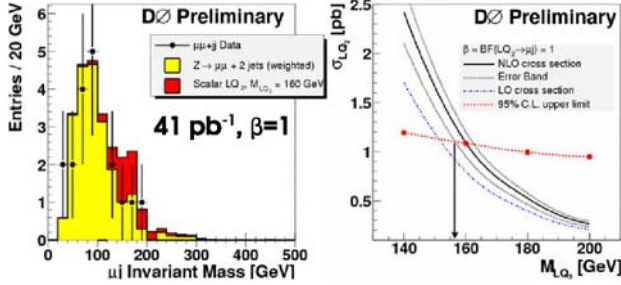 DØ Preliminary
Entries / 20 GeV
6
5
4
3
2
1
0
μμ+jj Data
Z → μμ + 2 jets (weighted)
Scalar LQ₂, M_LQ₂ = 160 GeV
41 pb⁻¹, β=1
0 100 200 300 400 500
μj Invariant Mass [GeV]
DØ Preliminary
σ_LQ₂ [pb]
2.5
2
1.5
1
0.5
β = BF(LQ₂→μj) = 1
NLO cross section
Error Band
LO cross section
95% C.L. upper limit
140 160 180 200
M_LQ₂ [GeV]